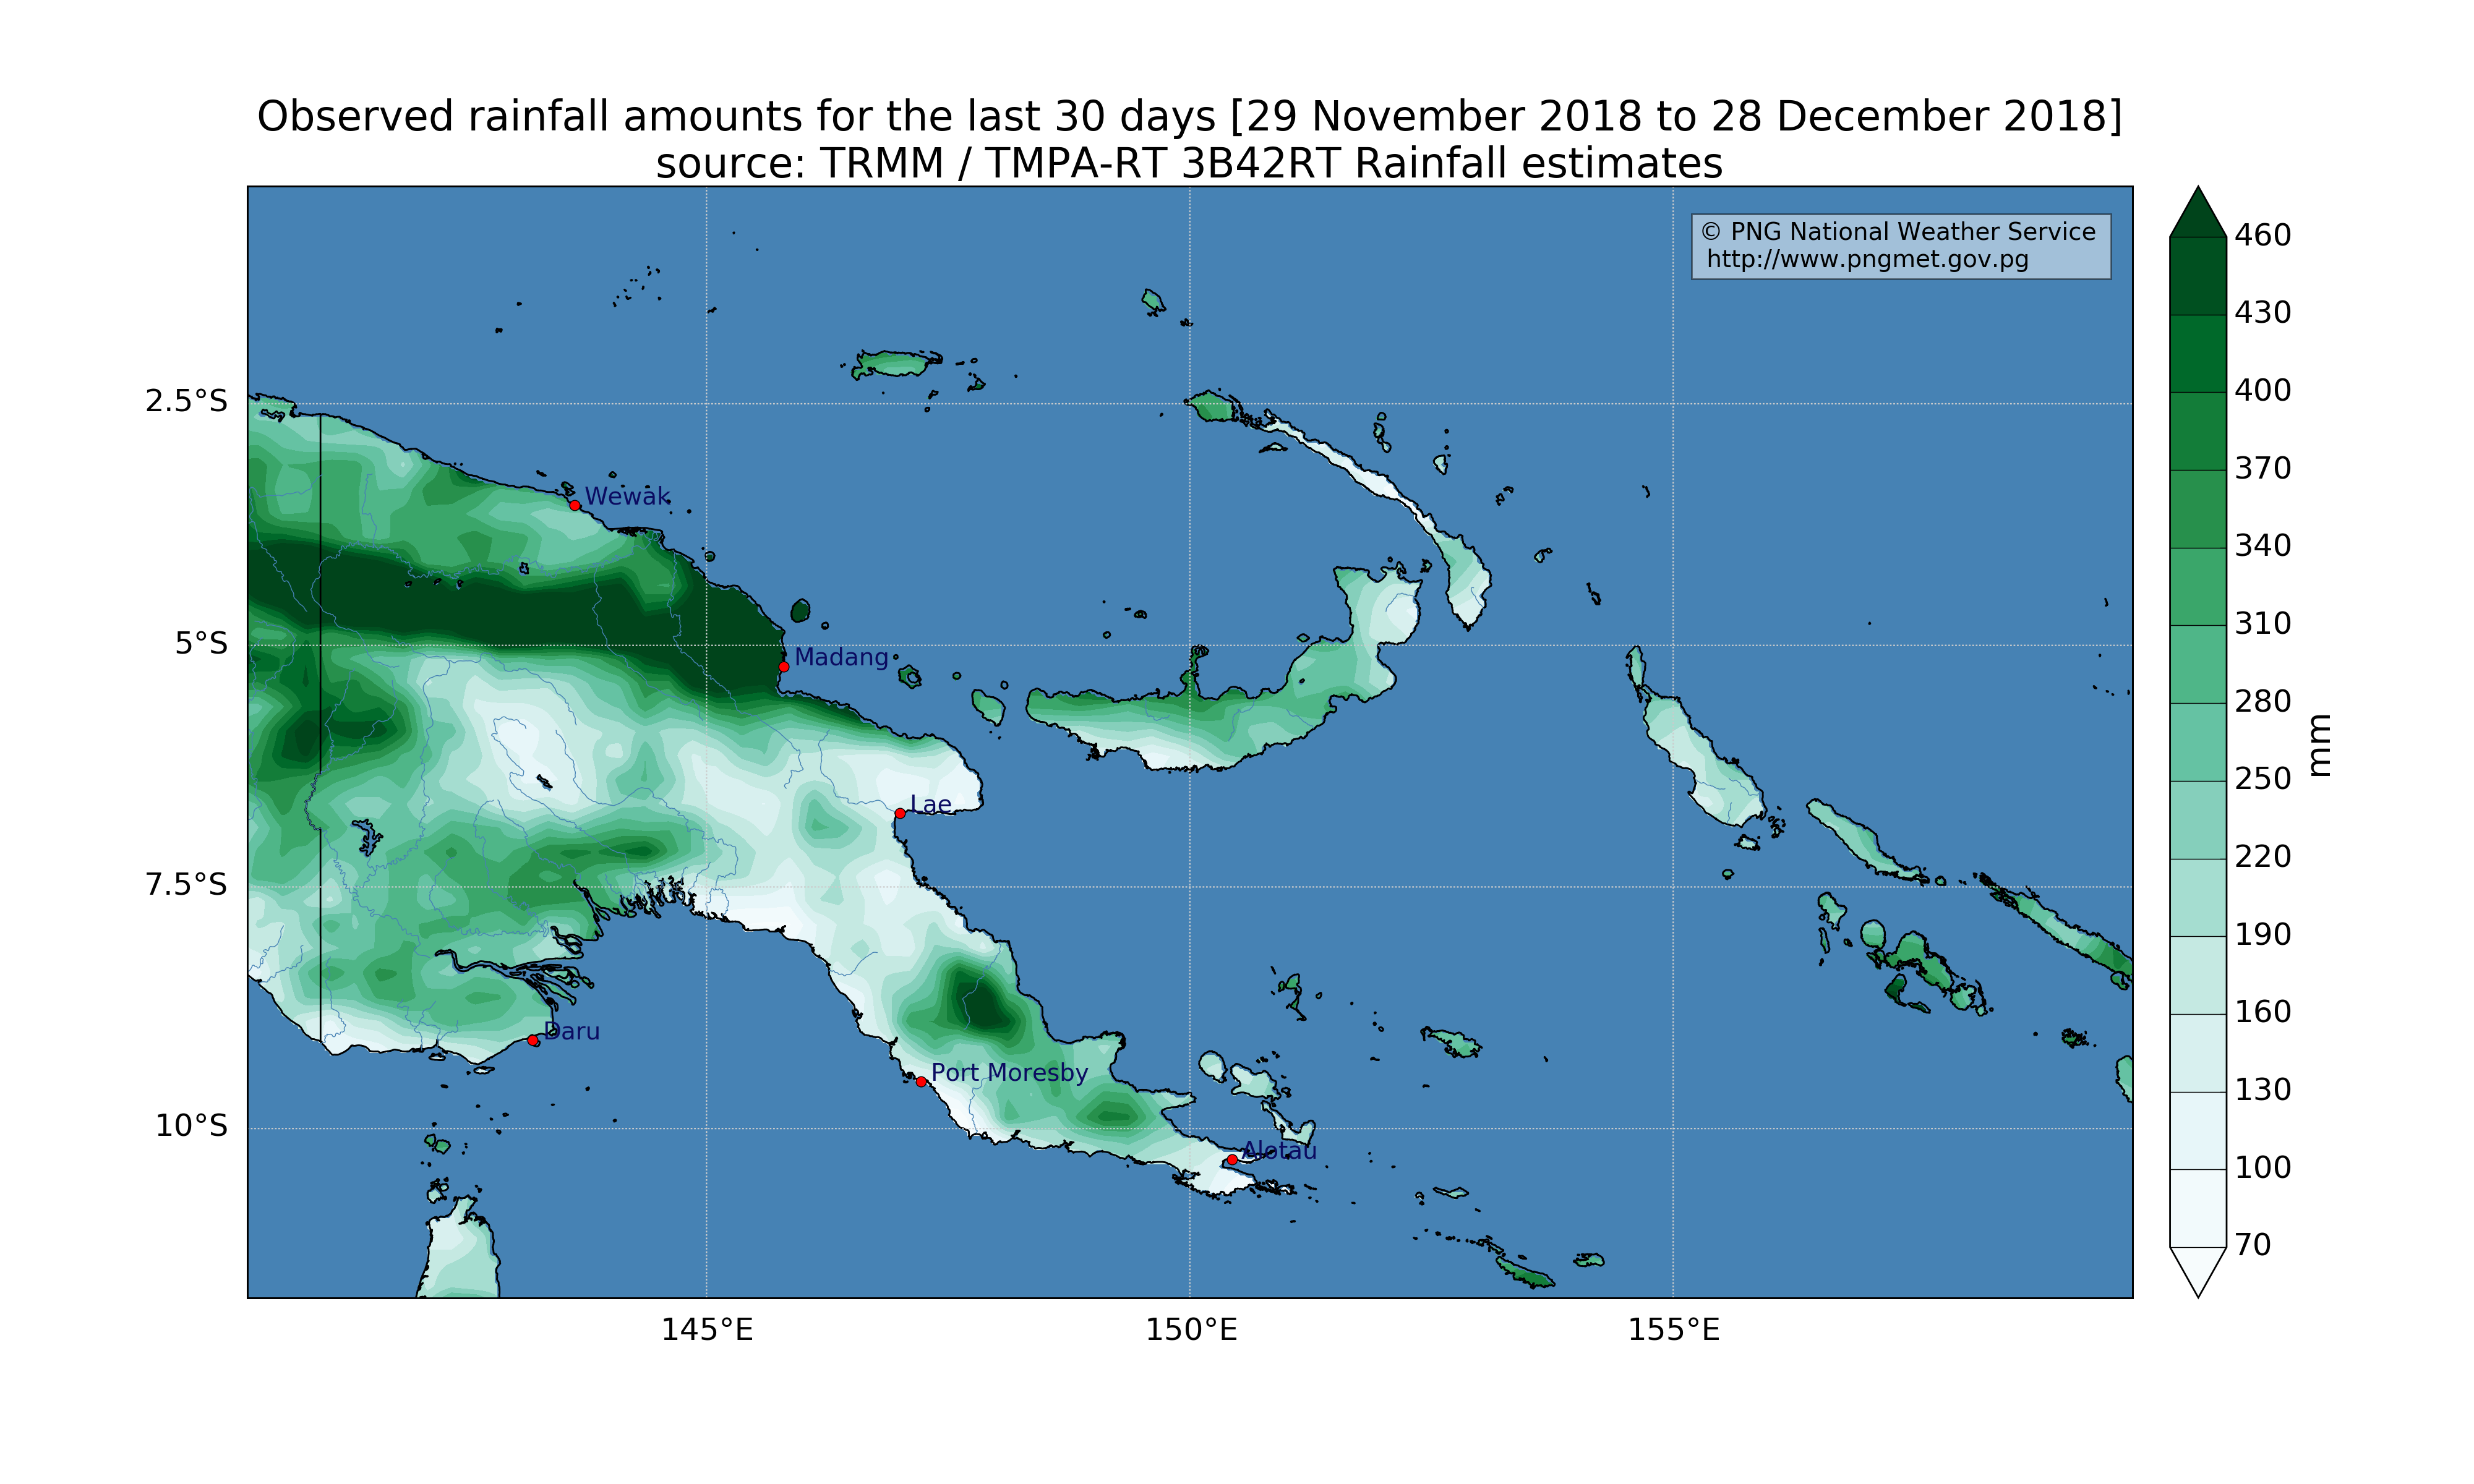 Observed rainfall amounts for the last 30 days [29 November 2018 to 28 December 2018]
source: TRMM / TMPA-RT 3B42RT Rainfall estimates
© PNG National Weather Service
http://www.pngmet.gov.pg
460
430
400
370
340
310
280
250
220
190
160
130
100
70
mm
2.5°S
5°S
7.5°S
10°S
Wewak
Madang
Lae
Daru
Port Moresby
Alotau
145°E
150°E
155°E